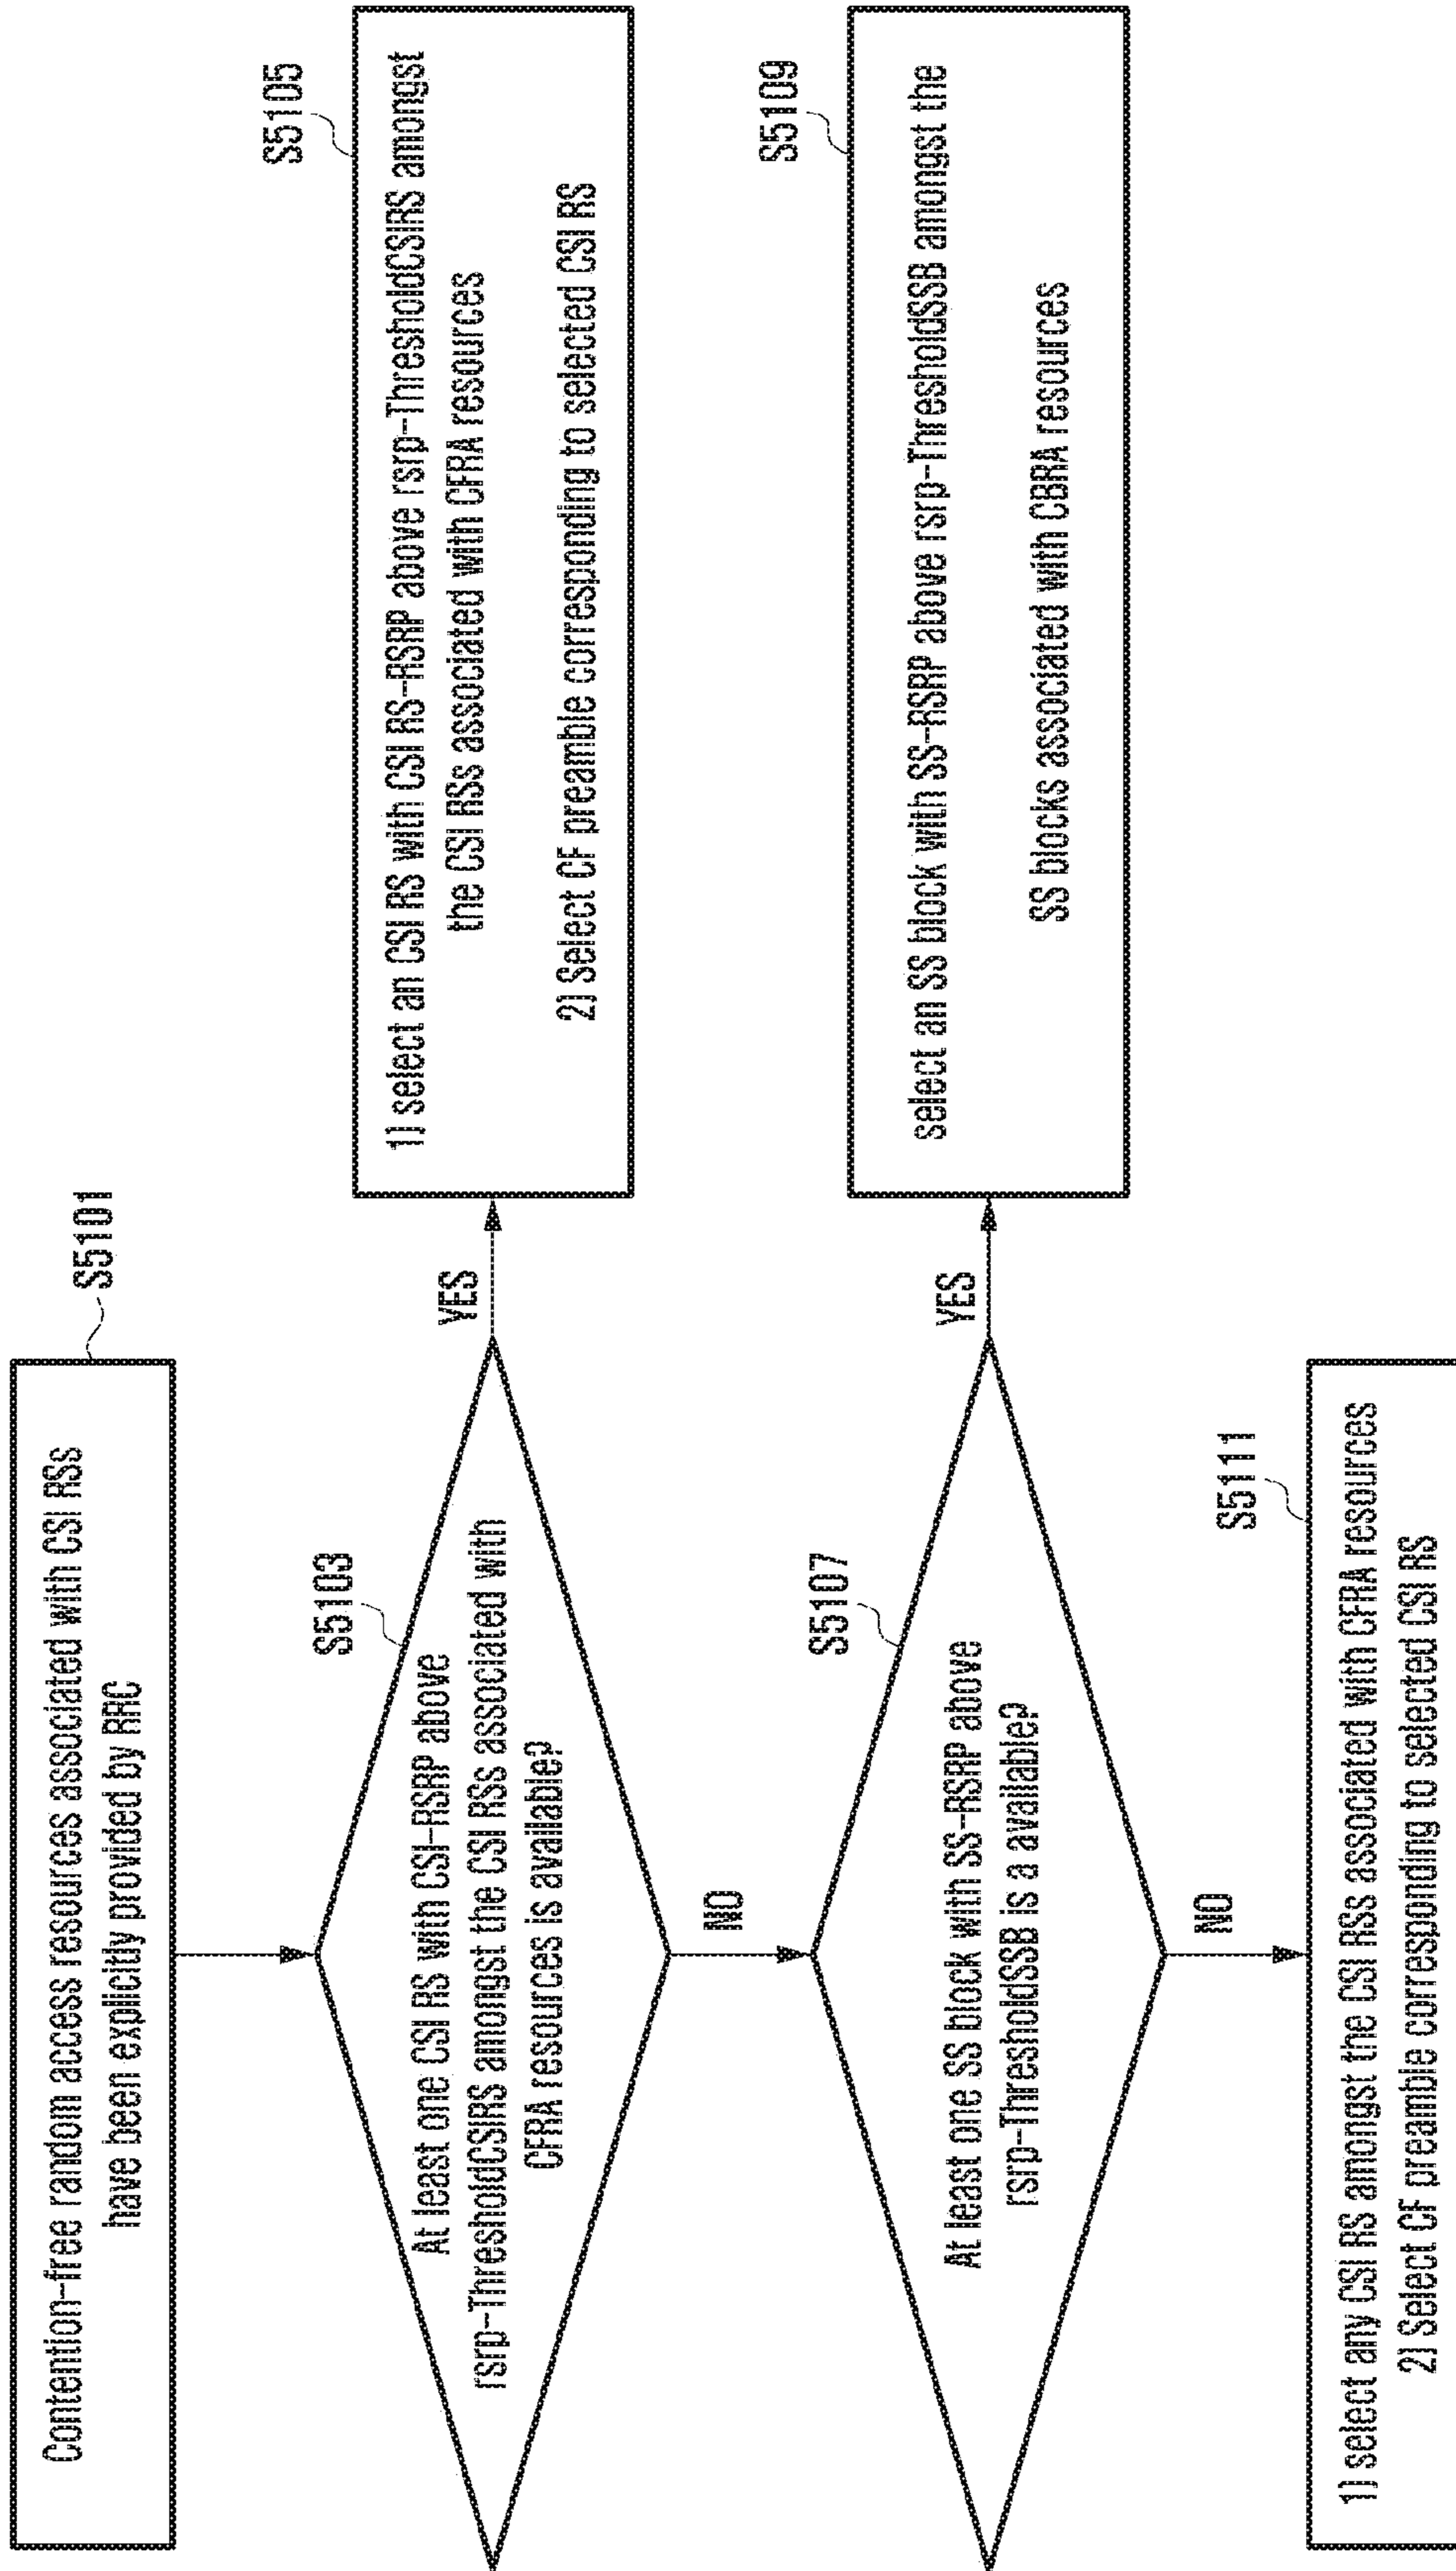 Contention-free random access resources associated with CSI RSs
have been explicitly provided by RRC
S5101
S5103
At least one CSI RS with CSI-RSRP above
rsrp-ThresholdCSIRS amongst the CSI RSs associated with
CFRA resources is available?
YES
S5105
1) select an CSI RS with CSI RS-RSRP above rsrp-ThresholdCSIRS amongst
the CSI RSs associated with CFRA resources
2) Select CF preamble corresponding to selected CSI RS
NO
S5107
At least one SS block with SS-RSRP above
rsrp-ThresholdSSB is a available?
YES
S5109
select an SS block with SS-RSRP above rsrp-ThresholdSSB amongst the
SS blocks associated with CBRA resources
NO
S5111
1) select any CSI RS amongst the CSI RSs associated with CFRA resources
2) Select CF preamble corresponding to selected CSI RS